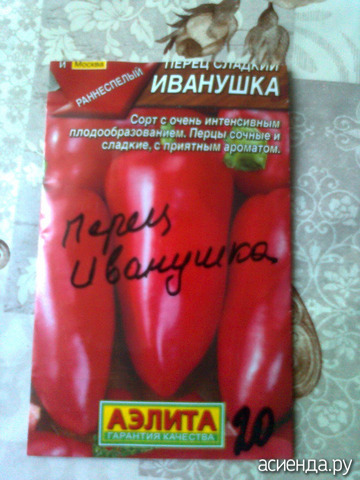 и Москва
РАННЕСПЕЛЫЙ
ПЕРЕЦ СЛАДКИЙ
ИВАНУШКА
Сорт с очень интенсивным
плодообразованием. Перцы сочные и
сладкие, с приятным ароматом.
Перец
Иванушка
АЭЛИТА
ГАРАНТИЯ КАЧЕСТВА
20
асиенда.ру